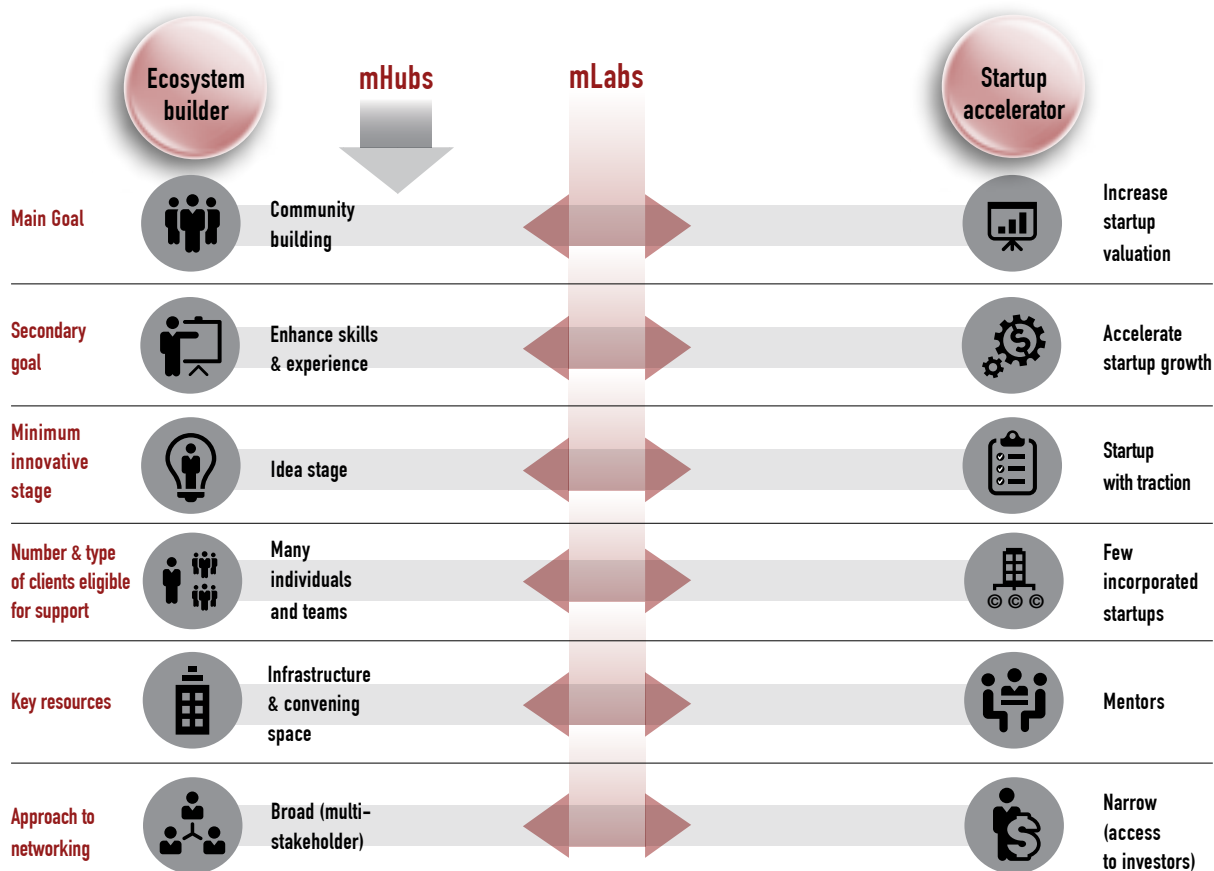 Ecosystem
builder
mHubs
mLabs
Startup
accelerator
Main Goal
Community
building
Increase
startup
valuation
Secondary
goal
Enhance skills
& experience
Accelerate
startup growth
Minimum
innovative
stage
Idea stage
Startup
with traction
Number & type
of clients eligible
for support
Many
individuals
and teams
Few
incorporated
startups
Key resources
Infrastructure
& convening
space
Mentors
Approach to
networking
Broad (multi-
stakeholder)
Narrow
(access
to investors)